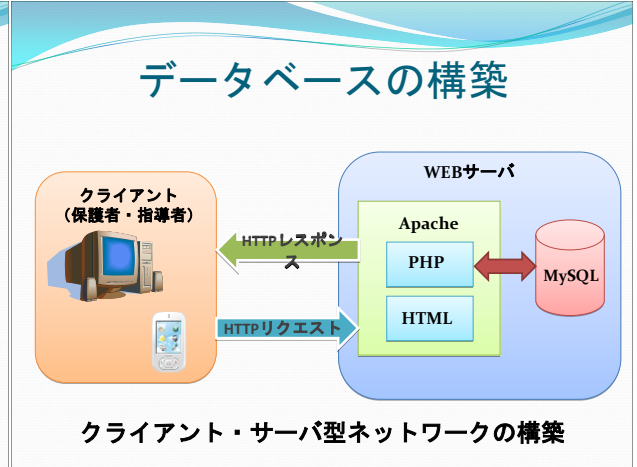 データベースの構築
WEBサーバ
クライアント
（保護者・指導者）
Apache
HTTPレスポン
ス
PHP
MySQL
HTML
HTTPリクエスト
クライアント・サーバ型ネットワークの構築